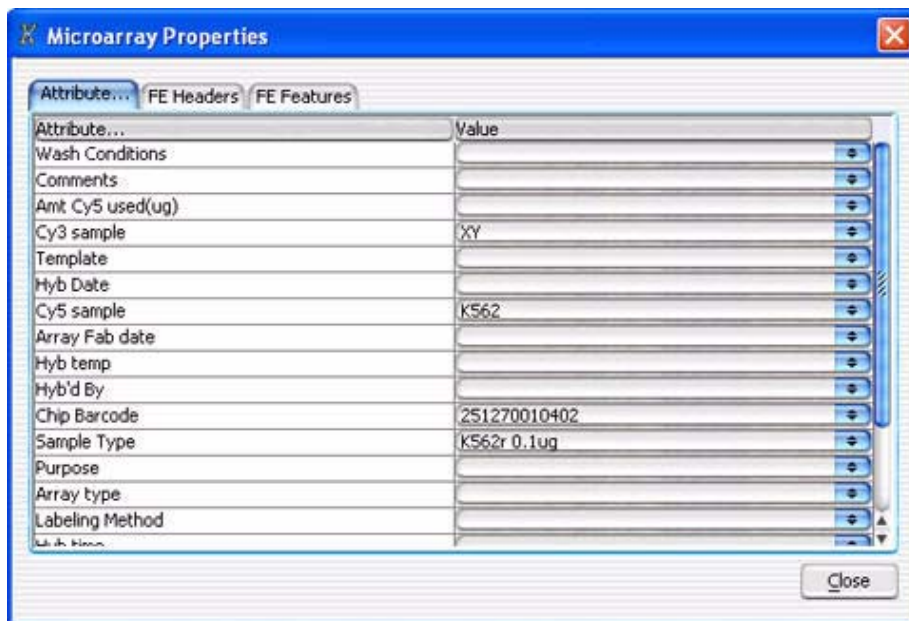 Microarray Properties
Attribute... FE Headers FE Features
Attribute... Value
Wash Conditions
Comments
Amt Cy5 used(ug)
Cy3 sample XY
Template
Hyb Date
Cy5 sample K562
Array Fab date
Hyb temp
Hyb'd By
Chip Barcode 251270010402
Sample Type K562r 0.1ug
Purpose
Array type
Labeling Method
Hyb time
Close